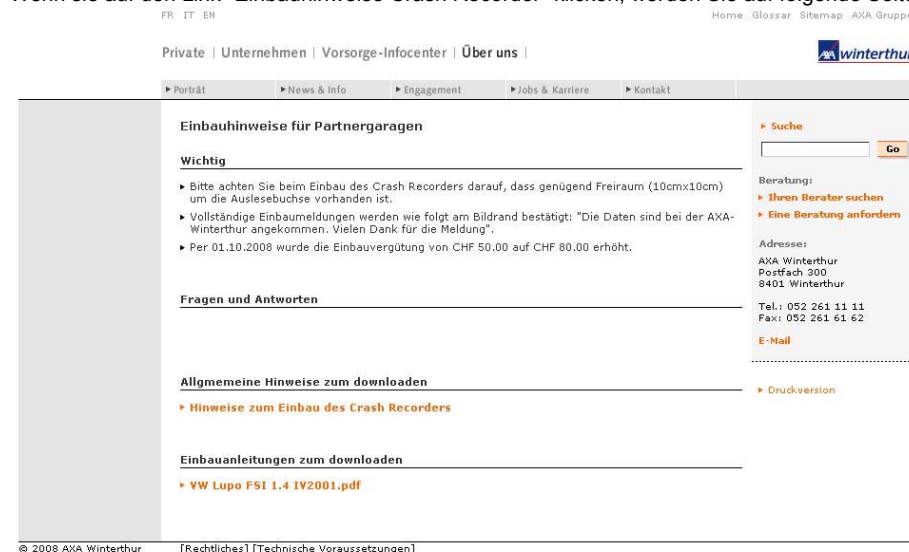 Wenn sie auf den Link "Einbauhinweise Crash Recorder" klicken, werden Sie auf folgende Seite
FR IT EN
Home Glossar Sitemap AXA Gruppe
Private | Unternehmen | Vorsorge-Infocenter | Über uns |
AXA winterthur
Porträt News & Info Engagement Jobs & Karriere Kontakt
Einbauhinweise für Partnergaragen
Wichtig
Bitte achten Sie beim Einbau des Crash Recorders darauf, dass genügend Freiraum (10cmx10cm)
um die Auslesebuchse vorhanden ist.
Vollständige Einbaumeldungen werden wie folgt am Bildrand bestätigt: "Die Daten sind bei der AXA-
Winterthur angekommen. Vielen Dank für die Meldung".
Per 01.10.2008 wurde die Einbauvergütung von CHF 50.00 auf CHF 80.00 erhöht.
Fragen und Antworten
Allgmemeine Hinweise zum downloaden
Hinweise zum Einbau des Crash Recorders
Einbauanleitungen zum downloaden
VW Lupo FSI 1.4 IV2001.pdf
Suche
Go
Beratung:
Ihren Berater suchen
Eine Beratung anfordern
Adresse:
AXA Winterthur
Postfach 300
8401 Winterthur
Tel.: 052 261 11 11
Fax: 052 261 61 62
E-Mail
Druckversion
© 2008 AXA Winterthur [Rechtliches] [Technische Voraussetzungen]